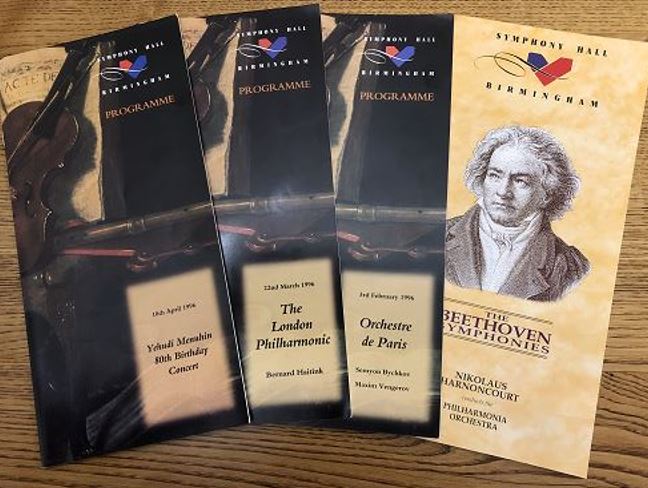 SYMPHONY HALL
BIRMINGHAM
PROGRAMME
18th April 1996
Yehudi Menuhin
80th Birthday
Concert
SYMPHONY HALL
BIRMINGHAM
PROGRAMME
22nd March 1996
The
London
Philharmonic
Bernard Haitink
SYMPHONY HALL
BIRMINGHAM
PROGRAMME
3rd February 1996
Orchestre
de Paris
Semyon Bychkov
Maxim Vengerov
SYMPHONY HALL
BIRMINGHAM
THE
BEETHOVEN
SYMPHONIES
NIKOLAUS
HARNONCOURT
conducts the
PHILHARMONIA
ORCHESTRA